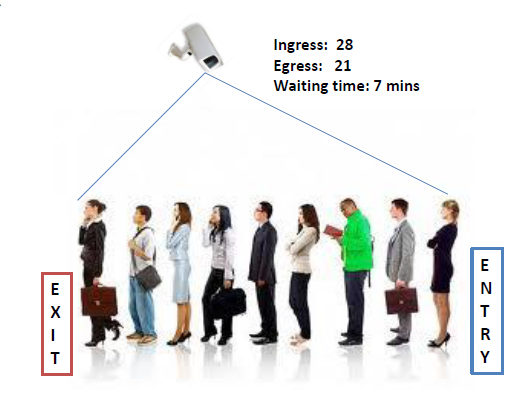 Ingress: 28
Egress: 21
Waiting time: 7 mins
EXIT
ENTRY